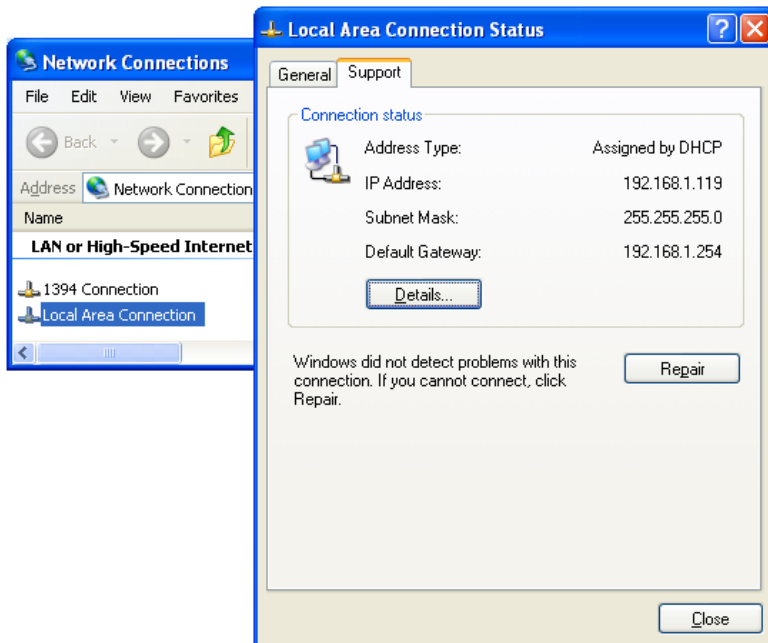 Network Connections
File Edit View Favorites
Back
Address Network Connection
Name
LAN or High-Speed Internet
1394 Connection
Local Area Connection
Local Area Connection Status
General Support
Connection status
Address Type: Assigned by DHCP
IP Address: 192.168.1.119
Subnet Mask: 255.255.255.0
Default Gateway: 192.168.1.254
Details...
Windows did not detect problems with this
connection. If you cannot connect, click
Repair.
Repair
Close